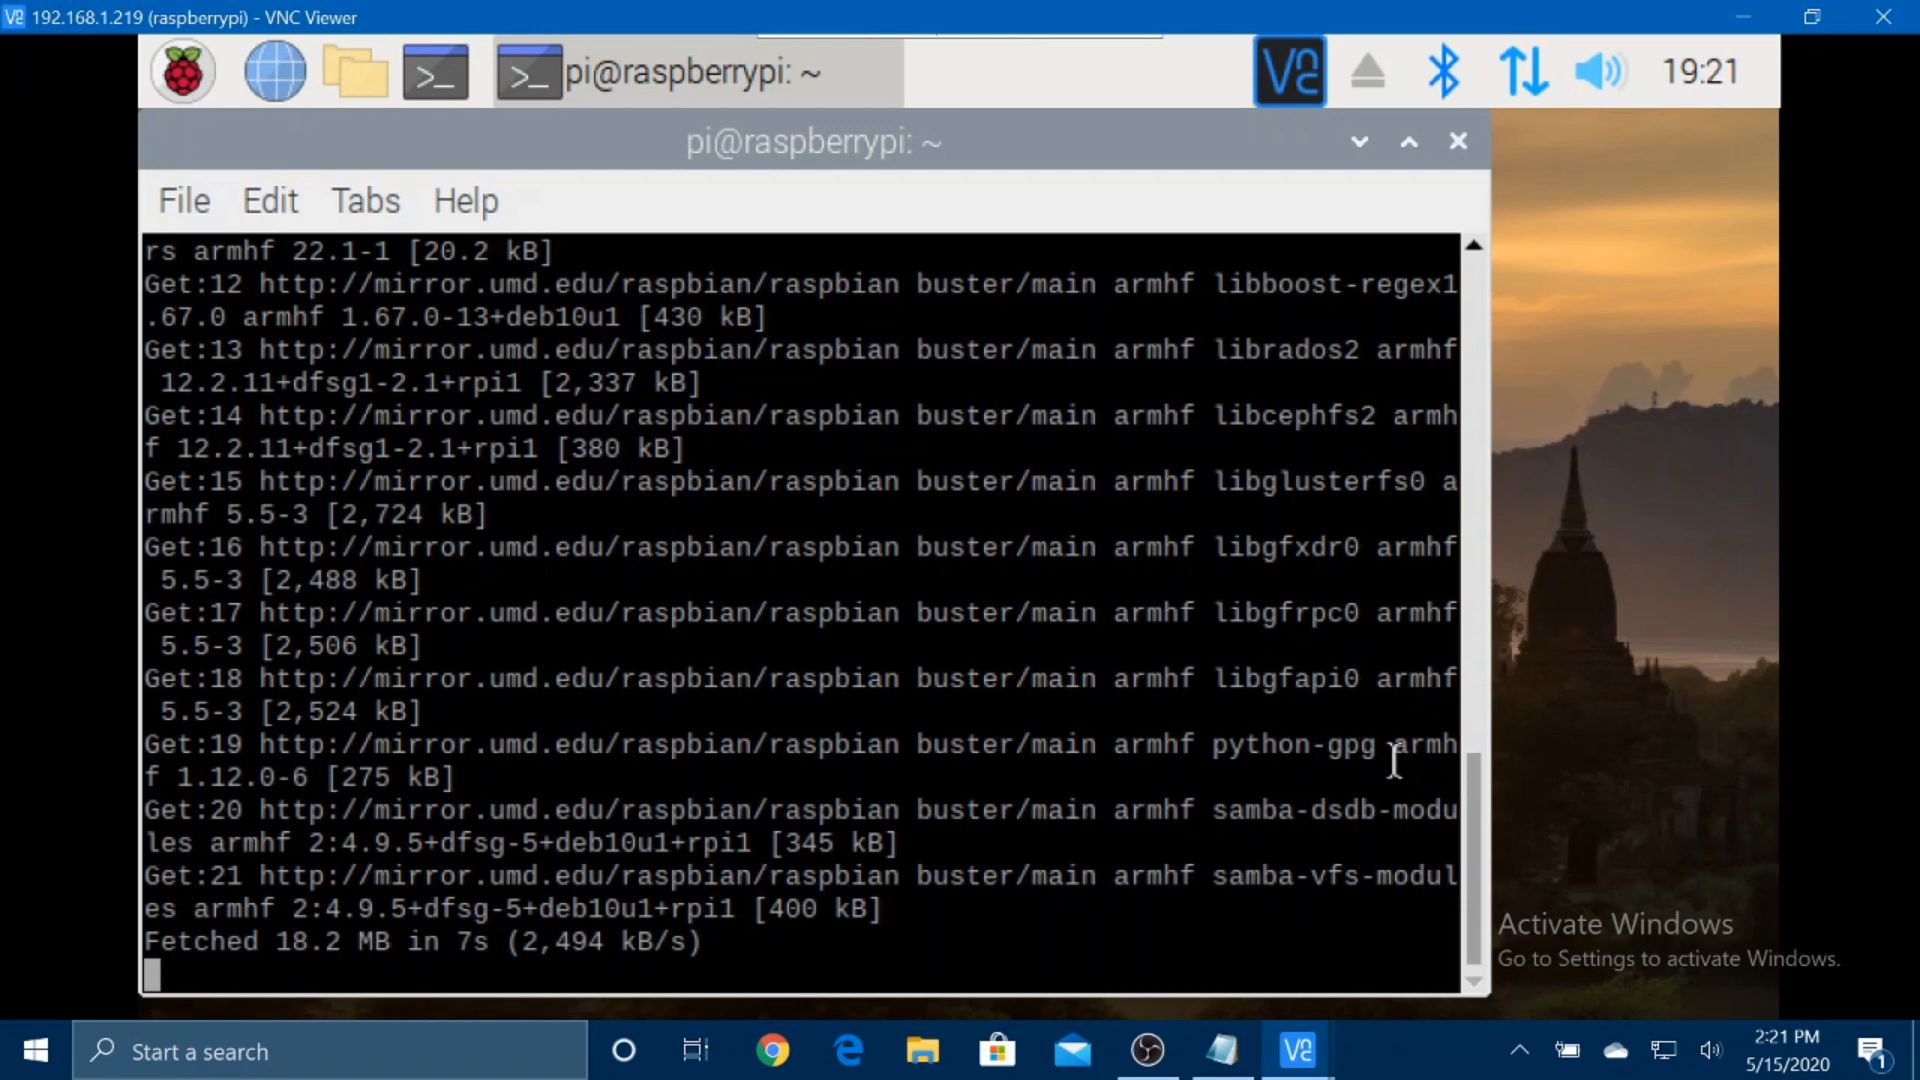 192.168.1.219 (raspberrypi) - VNC Viewer
pi@raspberrypi: ~
19:21
pi@raspberrypi: ~
File Edit Tabs Help
rs armhf 22.1-1 [20.2 kB]
Get:12 http://mirror.umd.edu/raspbian/raspbian buster/main armhf libboost-regex1
.67.0 armhf 1.67.0-13+deb10u1 [430 kB]
Get:13 http://mirror.umd.edu/raspbian/raspbian buster/main armhf librados2 armhf
12.2.11+dfsg1-2.1+rpi1 [2,337 kB]
Get:14 http://mirror.umd.edu/raspbian/raspbian buster/main armhf libcephfs2 armh
f 12.2.11+dfsg1-2.1+rpi1 [380 kB]
Get:15 http://mirror.umd.edu/raspbian/raspbian buster/main armhf libglusterfs0 a
rmhf 5.5-3 [2,724 kB]
Get:16 http://mirror.umd.edu/raspbian/raspbian buster/main armhf libgfxdr0 armhf
5.5-3 [2,488 kB]
Get:17 http://mirror.umd.edu/raspbian/raspbian buster/main armhf libgfrpc0 armhf
5.5-3 [2,506 kB]
Get:18 http://mirror.umd.edu/raspbian/raspbian buster/main armhf libgfapi0 armhf
5.5-3 [2,524 kB]
Get:19 http://mirror.umd.edu/raspbian/raspbian buster/main armhf python-gpg armh
f 1.12.0-6 [275 kB]
Get:20 http://mirror.umd.edu/raspbian/raspbian buster/main armhf samba-dsdb-modu
les armhf 2:4.9.5+dfsg-5+deb10u1+rpi1 [345 kB]
Get:21 http://mirror.umd.edu/raspbian/raspbian buster/main armhf samba-vfs-modul
es armhf 2:4.9.5+dfsg-5+deb10u1+rpi1 [400 kB]
Fetched 18.2 MB in 7s (2,494 kB/s)
Activate Windows
Go to Settings to activate Windows.
Start a search
2:21 PM
5/15/2020
1